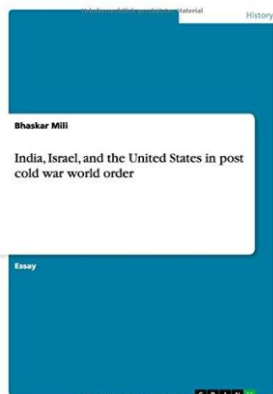 History
Bhaskar Mili
India, Israel, and the United States in post
cold war world order
Essay